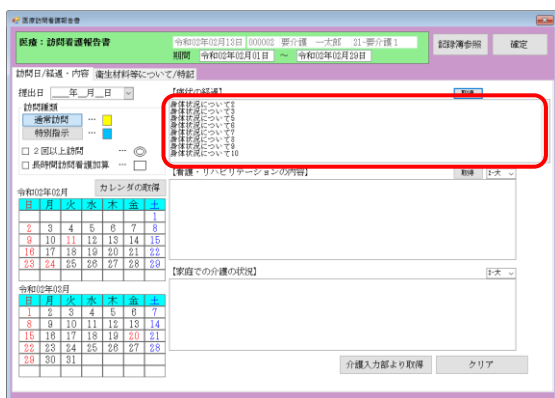 医療訪問看護報告書
医療：訪問看護報告書
令和02年02月13日 000002 要介護 一太郎 21-要介護1
期間 令和02年02月01日 ～ 令和02年02月29日
記録簿参照 確定
訪問日/経過・内容 衛生材料等について/特記
提出日 __年_月_日
訪問種類
通常訪問 …
特別指示 …
2回以上訪問 … ◎
長時間訪問看護加算 …
【病状の経過】 取得
身体状況について2
身体状況について3
身体状況について5
身体状況について6
身体状況について7
身体状況について8
身体状況について9
身体状況について10
【看護・リハビリテーションの内容】 取得 2-大
令和02年02月 カレンダの取得
日 月 火 水 木 金 土
1
2 3 4 5 6 7 8
9 10 11 12 13 14 15
16 17 18 19 20 21 22
23 24 25 26 27 28 29
【家庭での介護の状況】 2-大
令和02年03月
日 月 火 水 木 金 土
1 2 3 4 5 6 7
8 9 10 11 12 13 14
15 16 17 18 19 20 21
22 23 24 25 26 27 28
29 30 31
介護入力部より取得 クリア